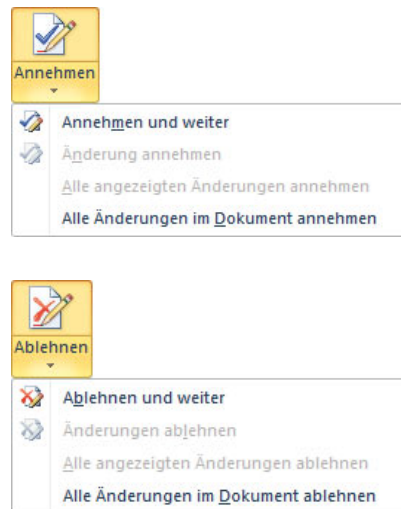 Annehmen
Annehmen und weiter
Änderung annehmen
Alle angezeigten Änderungen annehmen
Alle Änderungen im Dokument annehmen
Ablehnen
Ablehnen und weiter
Änderungen ablehnen
Alle angezeigten Änderungen ablehnen
Alle Änderungen im Dokument ablehnen